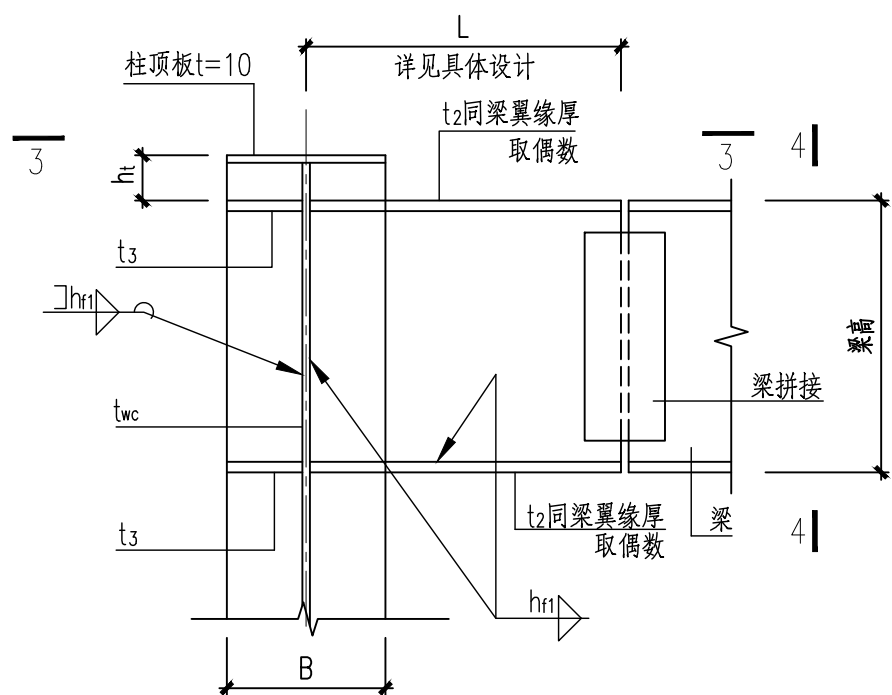 L
柱顶板t=10
详见具体设计
t2同梁翼缘厚
取偶数
3
3
4
ht
t3
hf1
梁高
梁拼接
twc
t2同梁翼缘厚
取偶数
梁
4
t3
hf1
B